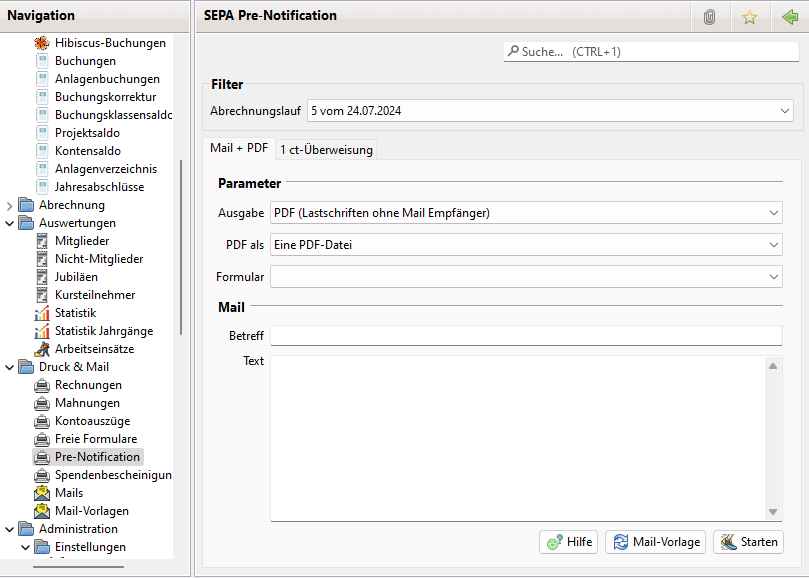 Navigation
Hibiscus-Buchungen
Buchungen
Anlagenbuchungen
Buchungskorrektur
Buchungsklassensaldo
Projektsaldo
Kontensaldo
Anlagenverzeichnis
Jahresabschlüsse
Abrechnung
Auswertungen
Mitglieder
Nicht-Mitglieder
Jubiläen
Kursteilnehmer
Statistik
Statistik Jahrgänge
Arbeitseinsätze
Druck & Mail
Rechnungen
Mahnungen
Kontoauszüge
Freie Formulare
Pre-Notification
Spendenbescheinigun
Mails
Mail-Vorlagen
Administration
Einstellungen
SEPA Pre-Notification
Suche... (CTRL+1)
Filter
Abrechnungslauf 5 vom 24.07.2024
Mail + PDF 1 ct-Überweisung
Parameter
Ausgabe PDF (Lastschriften ohne Mail Empfänger)
PDF als Eine PDF-Datei
Formular
Mail
Betreff
Text
Hilfe Mail-Vorlage Starten